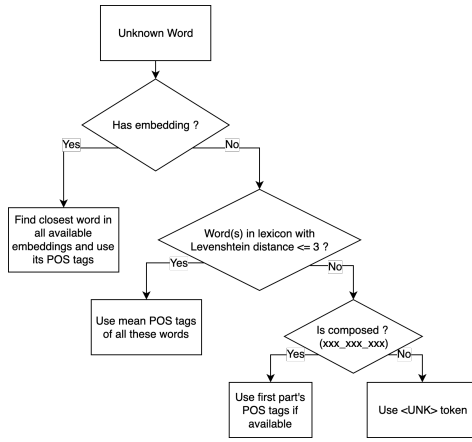 Unknown Word
Has embedding ?
Yes
No
Find closest word in
all available
embeddings and use
its POS tags
Word(s) in lexicon with
Levenshtein distance <= 3 ?
Yes
No
Use mean POS tags
of all these words
Is composed ?
(xxx_xxx_xxx)
Yes
No
Use first part's
POS tags if
available
Use <UNK> token